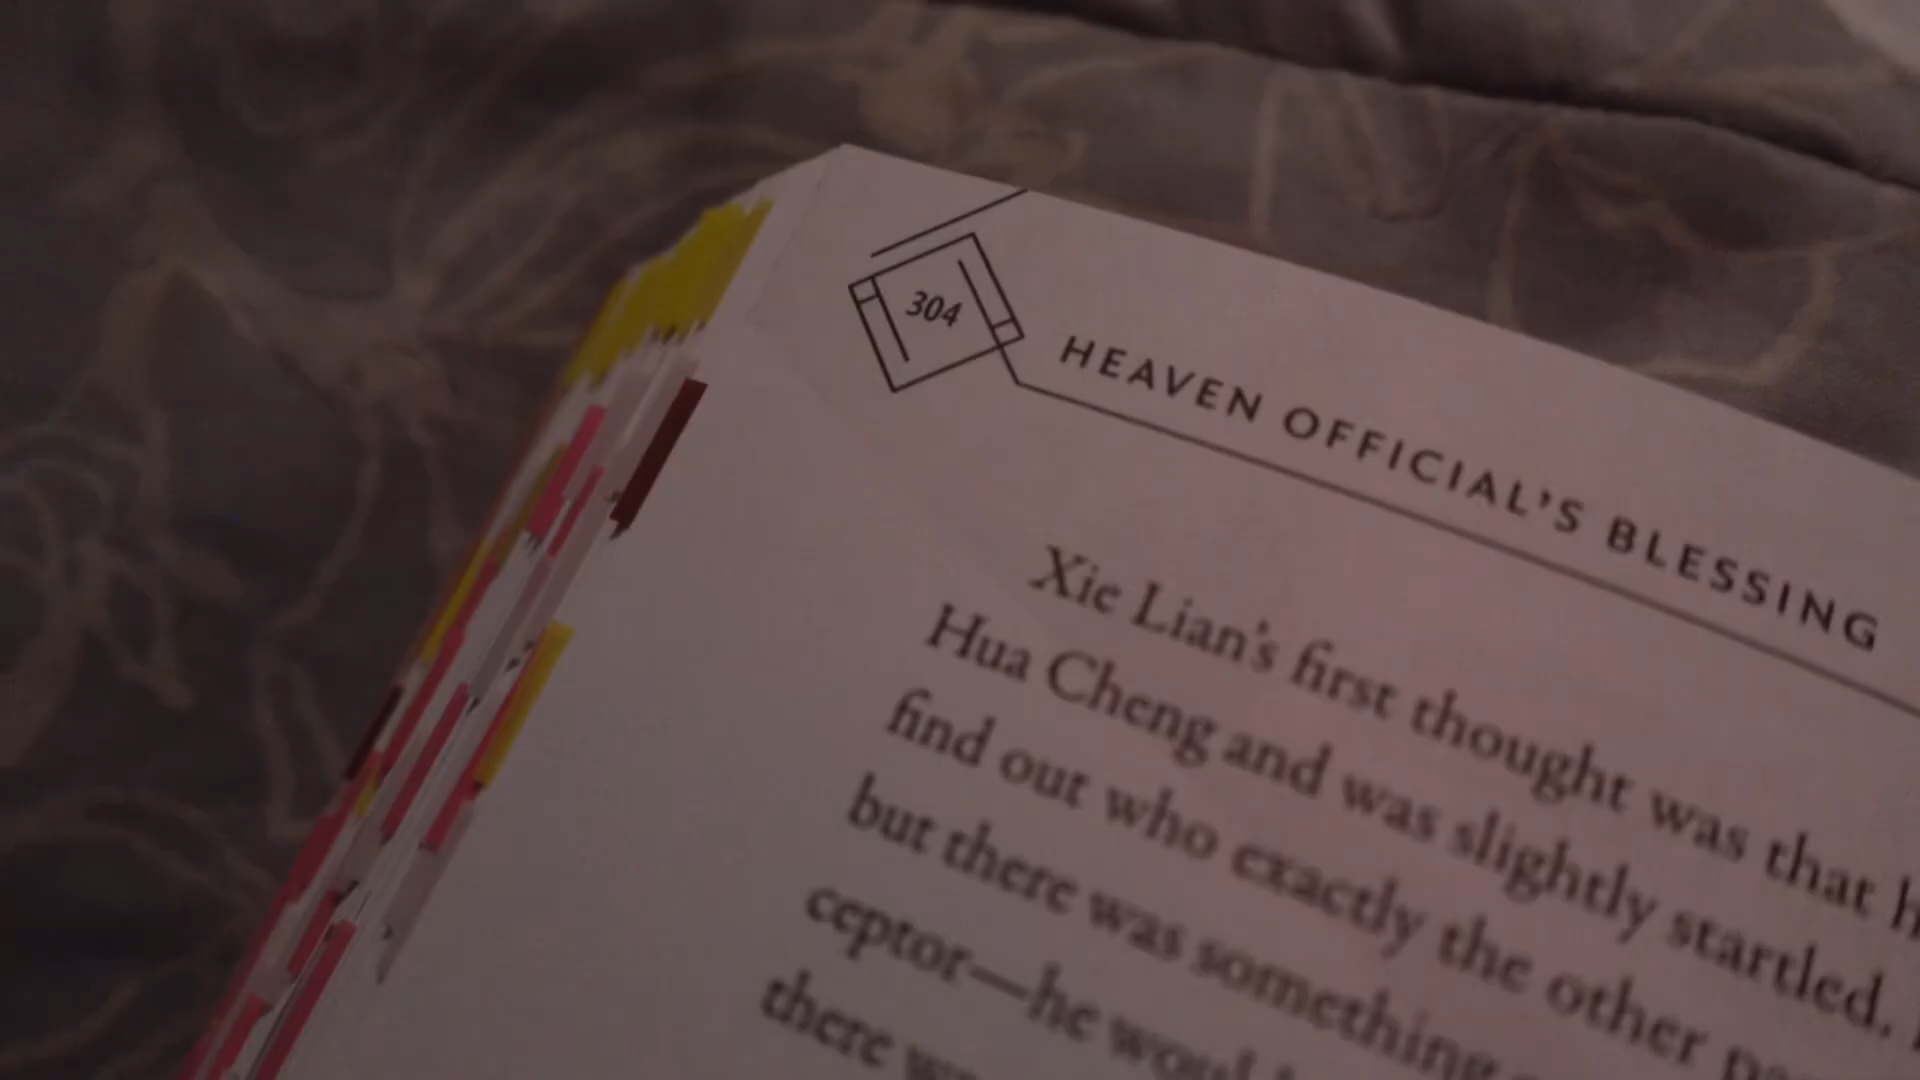 304
HEAVEN OFFICIAL'S BLESSING
Xie Lian's first thought was that
Hua Cheng and was slightly startled.
find out who exactly the other
but there was something
ceptor—he would
there